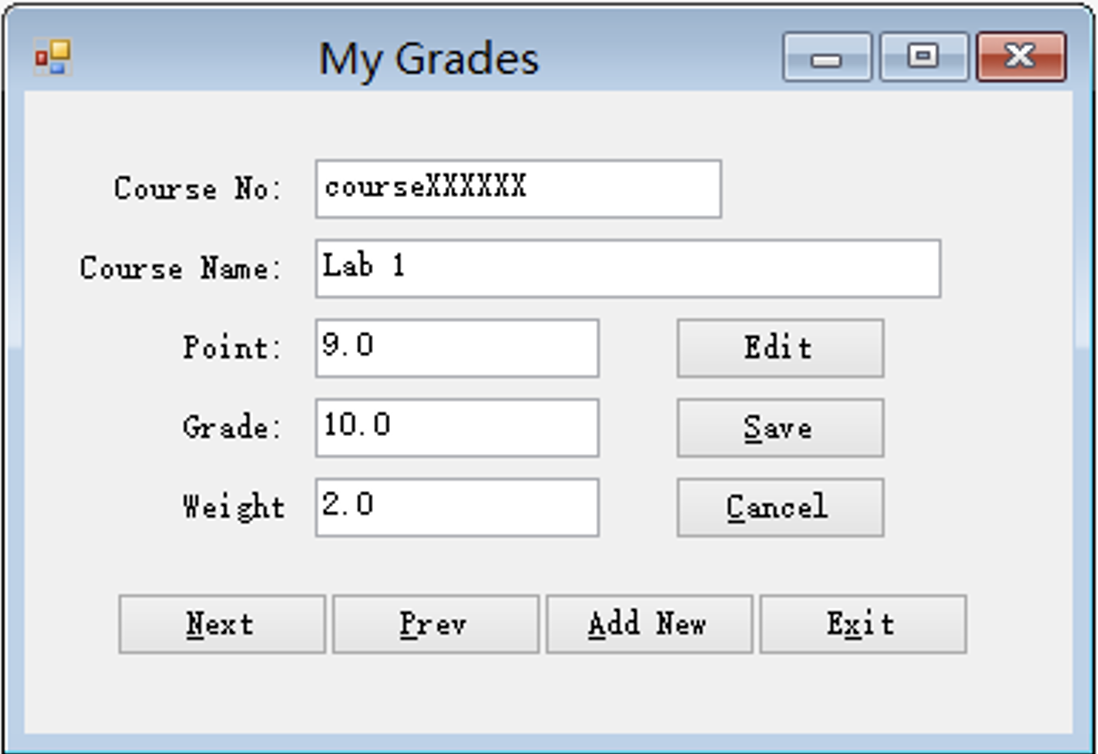 My Grades
Course No: courseXXXXXX
Course Name: Lab 1
Point: 9.0 Edit
Grade: 10.0 Save
Weight 2.0 Cancel
Next Prev Add New Exit